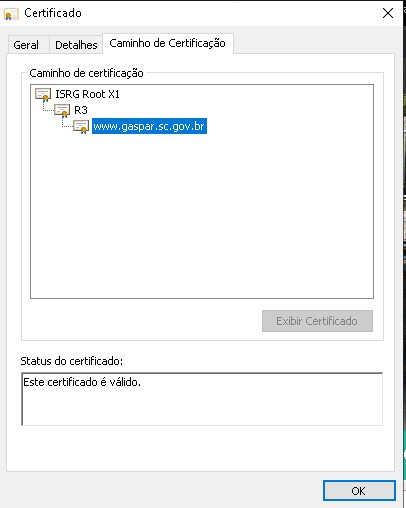 Certificado
Geral Detalhes Caminho de Certificação
Caminho de certificação
ISRG Root X1
R3
www.gaspar.sc.gov.br
Exibir Certificado
Status do certificado:
Este certificado é válido.
OK